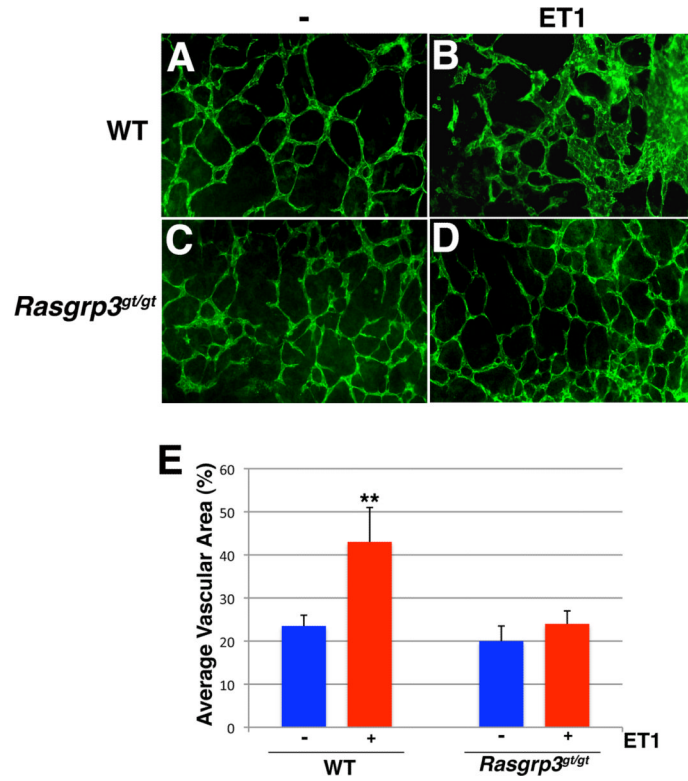 - ET1
A B
WT
C D
Rasgrp3gt/gt
E
60
**
50
40
30
20
10
0
Average Vascular Area (%)
- + - + ET1
WT Rasgrp3gt/gt